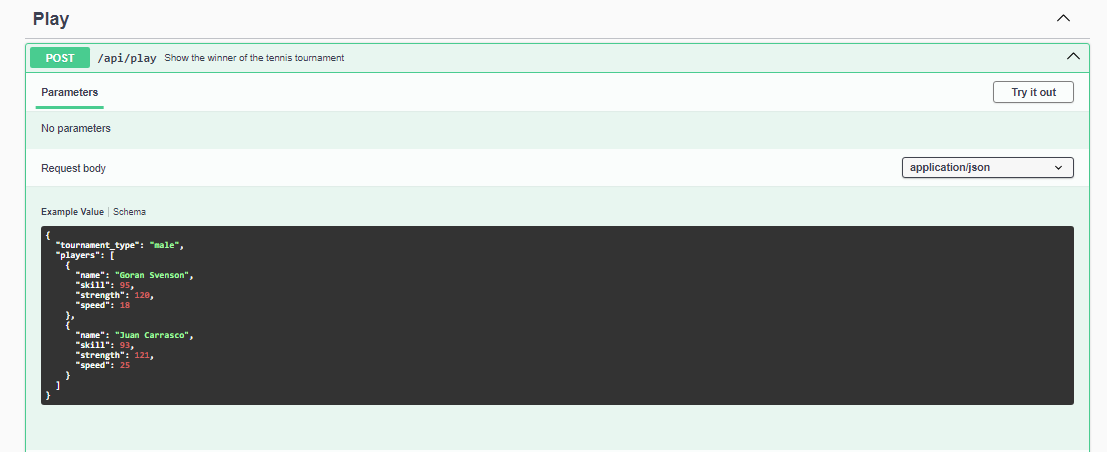 Play
POST /api/play Show the winner of the tennis tournament
Parameters Try it out
No parameters
Request body application/json
Example Value | Schema
{
  "tournament_type": "male",
  "players": [
    {
      "name": "Goran Svenson",
      "skill": 95,
      "strength": 120,
      "speed": 18
    },
    {
      "name": "Juan Carrasco",
      "skill": 93,
      "strength": 121,
      "speed": 25
    }
  ]
}